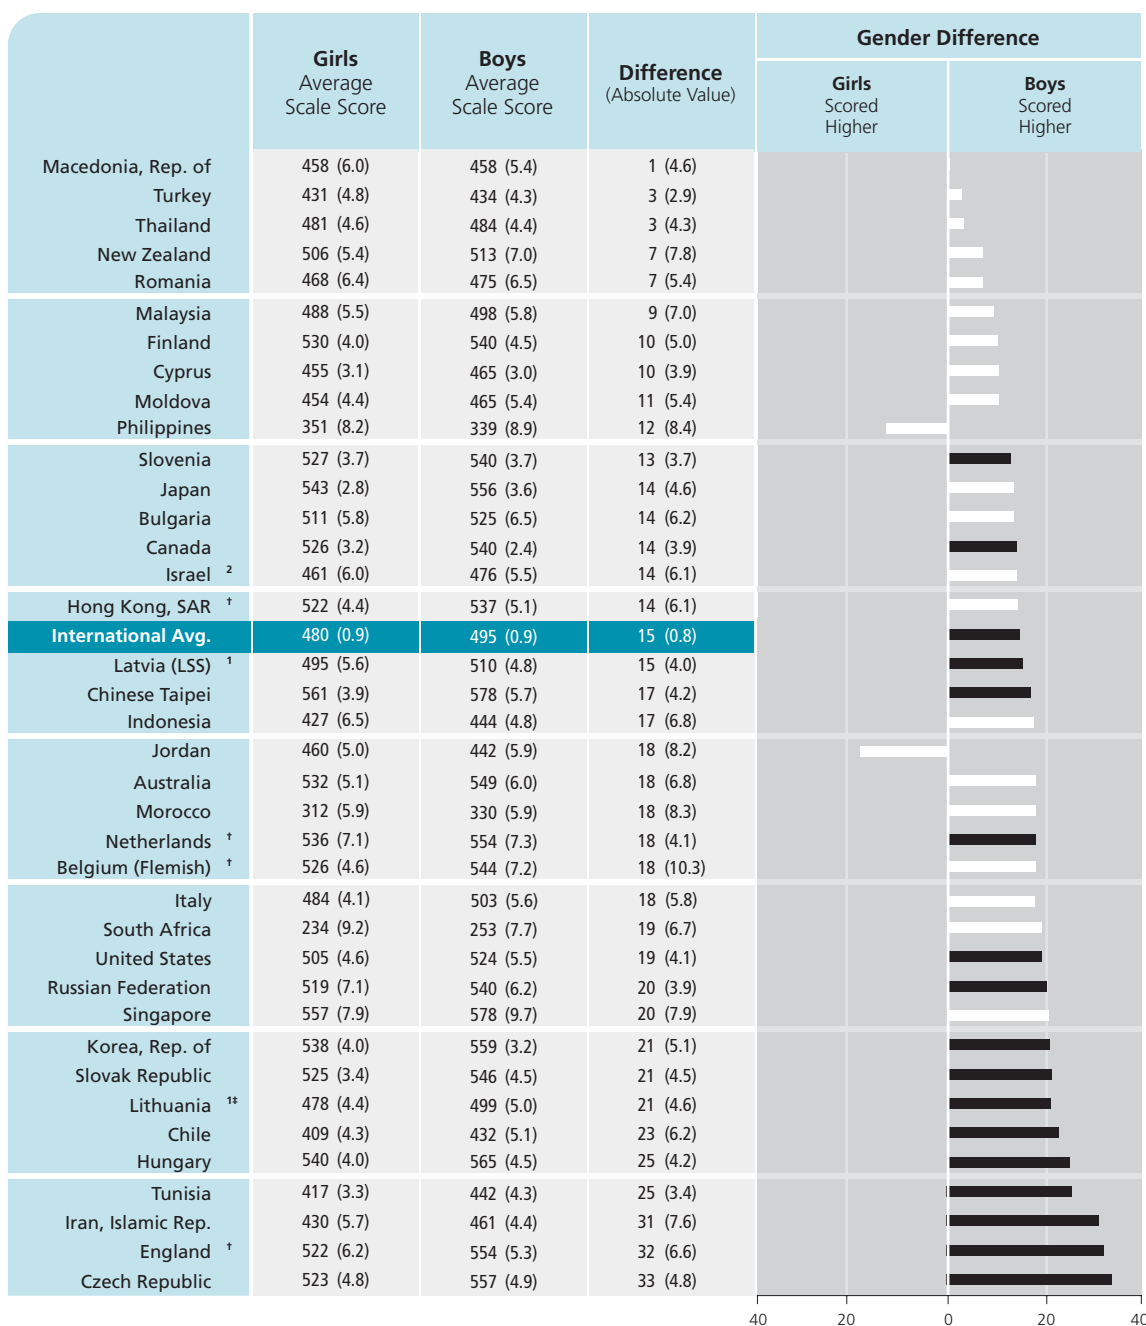 Girls
Average
Scale Score
Boys
Average
Scale Score
Difference
(Absolute Value)
Gender Difference
Girls
Scored
Higher
Boys
Scored
Higher
Macedonia, Rep. of 458 (6.0) 458 (5.4) 1 (4.6)
Turkey 431 (4.8) 434 (4.3) 3 (2.9)
Thailand 481 (4.6) 484 (4.4) 3 (4.3)
New Zealand 506 (5.4) 513 (7.0) 7 (7.8)
Romania 468 (6.4) 475 (6.5) 7 (5.4)
Malaysia 488 (5.5) 498 (5.8) 9 (7.0)
Finland 530 (4.0) 540 (4.5) 10 (5.0)
Cyprus 455 (3.1) 465 (3.0) 10 (3.9)
Moldova 454 (4.4) 465 (5.4) 11 (5.4)
Philippines 351 (8.2) 339 (8.9) 12 (8.4)
Slovenia 527 (3.7) 540 (3.7) 13 (3.7)
Japan 543 (2.8) 556 (3.6) 14 (4.6)
Bulgaria 511 (5.8) 525 (6.5) 14 (6.2)
Canada 526 (3.2) 540 (2.4) 14 (3.9)
Israel ² 461 (6.0) 476 (5.5) 14 (6.1)
Hong Kong, SAR † 522 (4.4) 537 (5.1) 14 (6.1)
International Avg. 480 (0.9) 495 (0.9) 15 (0.8)
Latvia (LSS) ¹ 495 (5.6) 510 (4.8) 15 (4.0)
Chinese Taipei 561 (3.9) 578 (5.7) 17 (4.2)
Indonesia 427 (6.5) 444 (4.8) 17 (6.8)
Jordan 460 (5.0) 442 (5.9) 18 (8.2)
Australia 532 (5.1) 549 (6.0) 18 (6.8)
Morocco 312 (5.9) 330 (5.9) 18 (8.3)
Netherlands † 536 (7.1) 554 (7.3) 18 (4.1)
Belgium (Flemish) † 526 (4.6) 544 (7.2) 18 (10.3)
Italy 484 (4.1) 503 (5.6) 18 (5.8)
South Africa 234 (9.2) 253 (7.7) 19 (6.7)
United States 505 (4.6) 524 (5.5) 19 (4.1)
Russian Federation 519 (7.1) 540 (6.2) 20 (3.9)
Singapore 557 (7.9) 578 (9.7) 20 (7.9)
Korea, Rep. of 538 (4.0) 559 (3.2) 21 (5.1)
Slovak Republic 525 (3.4) 546 (4.5) 21 (4.5)
Lithuania ¹‡ 478 (4.4) 499 (5.0) 21 (4.6)
Chile 409 (4.3) 432 (5.1) 23 (6.2)
Hungary 540 (4.0) 565 (4.5) 25 (4.2)
Tunisia 417 (3.3) 442 (4.3) 25 (3.4)
Iran, Islamic Rep. 430 (5.7) 461 (4.4) 31 (7.6)
England † 522 (6.2) 554 (5.3) 32 (6.6)
Czech Republic 523 (4.8) 557 (4.9) 33 (4.8)
40 20 0 20 40